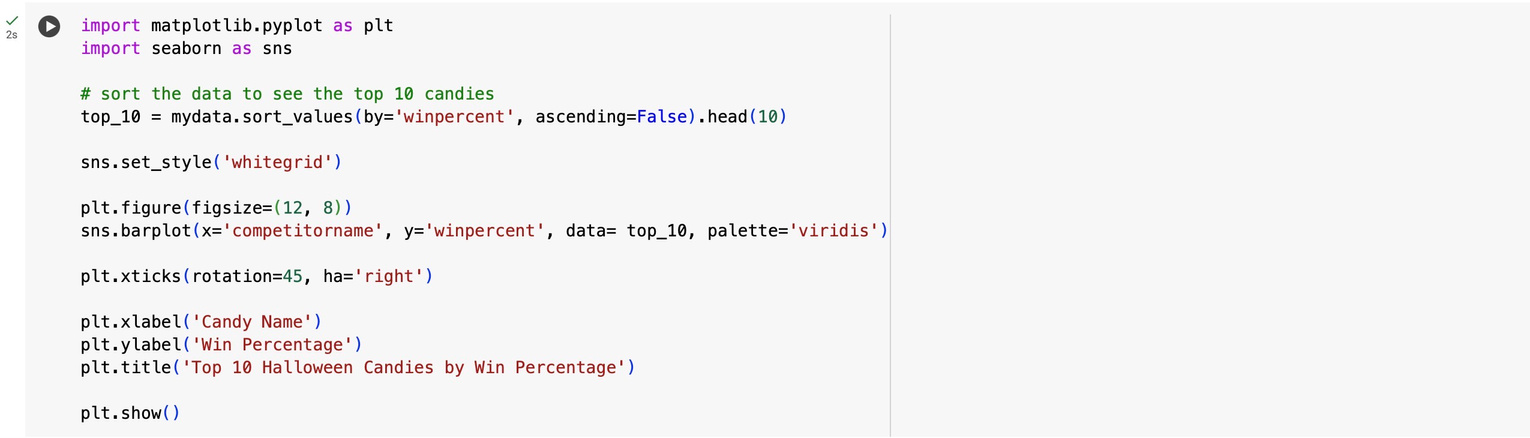 2s
import matplotlib.pyplot as plt
import seaborn as sns
# sort the data to see the top 10 candies
top_10 = mydata.sort_values(by='winpercent', ascending=False).head(10)
sns.set_style('whitegrid')
plt.figure(figsize=(12, 8))
sns.barplot(x='competitorname', y='winpercent', data= top_10, palette='viridis')
plt.xticks(rotation=45, ha='right')
plt.xlabel('Candy Name')
plt.ylabel('Win Percentage')
plt.title('Top 10 Halloween Candies by Win Percentage')
plt.show()